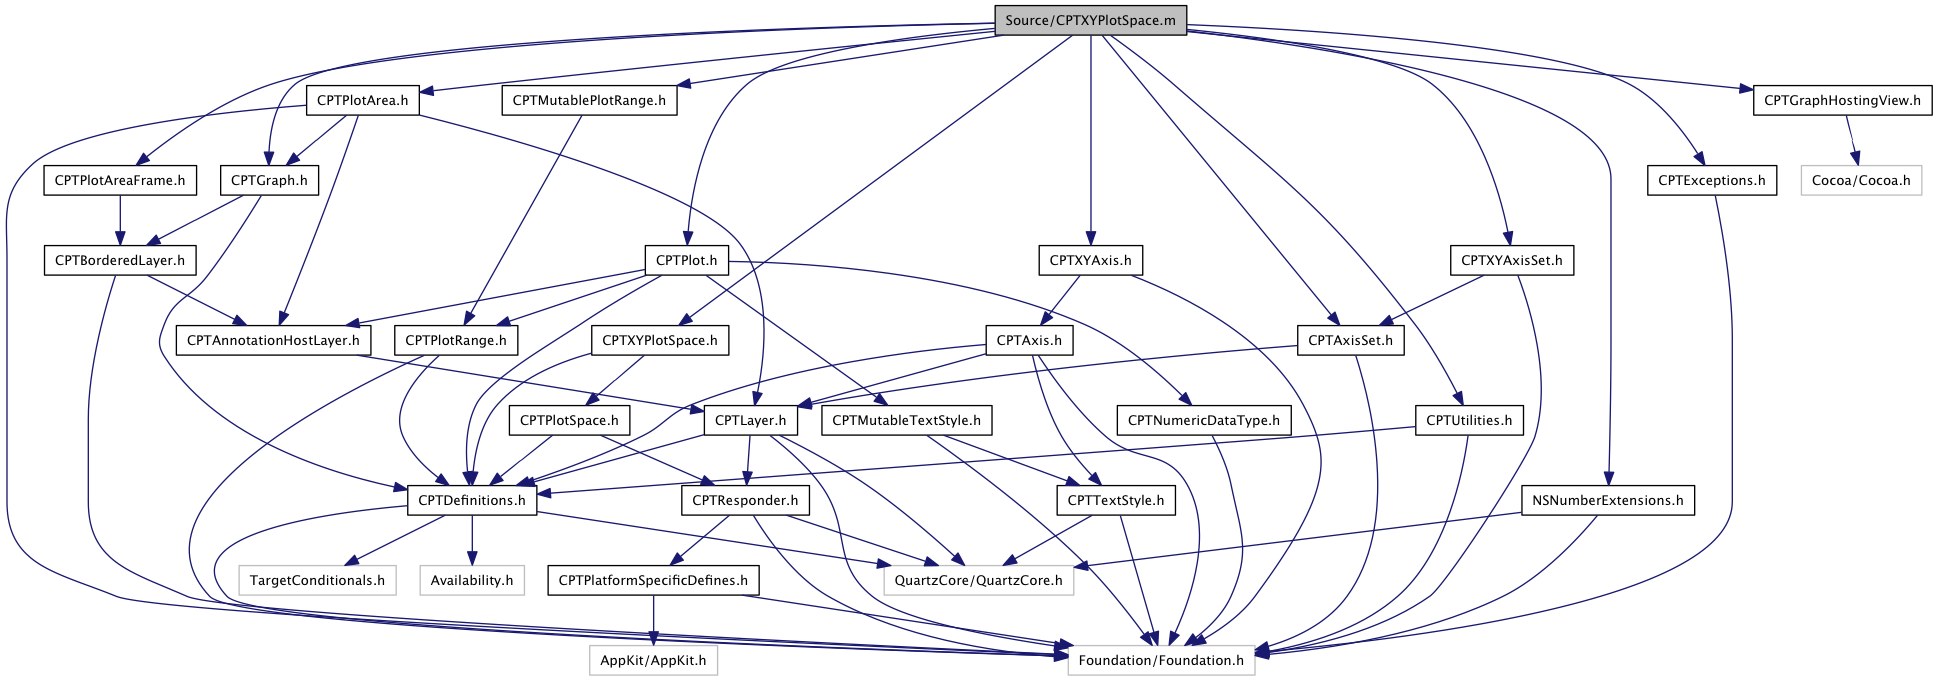 Source/CPTXYPlotSpace.m
CPTPlotArea.h
CPTMutablePlotRange.h
CPTGraphHostingView.h
CPTPlotAreaFrame.h
CPTGraph.h
CPTExceptions.h
Cocoa/Cocoa.h
CPTBorderedLayer.h
CPTPlot.h
CPTXYAxis.h
CPTXYAxisSet.h
CPTAnnotationHostLayer.h
CPTPlotRange.h
CPTXYPlotSpace.h
CPTAxis.h
CPTAxisSet.h
CPTPlotSpace.h
CPTLayer.h
CPTMutableTextStyle.h
CPTNumericDataType.h
CPTUtilities.h
CPTDefinitions.h
CPTResponder.h
CPTTextStyle.h
NSNumberExtensions.h
TargetConditionals.h
Availability.h
CPTPlatformSpecificDefines.h
QuartzCore/QuartzCore.h
AppKit/AppKit.h
Foundation/Foundation.h